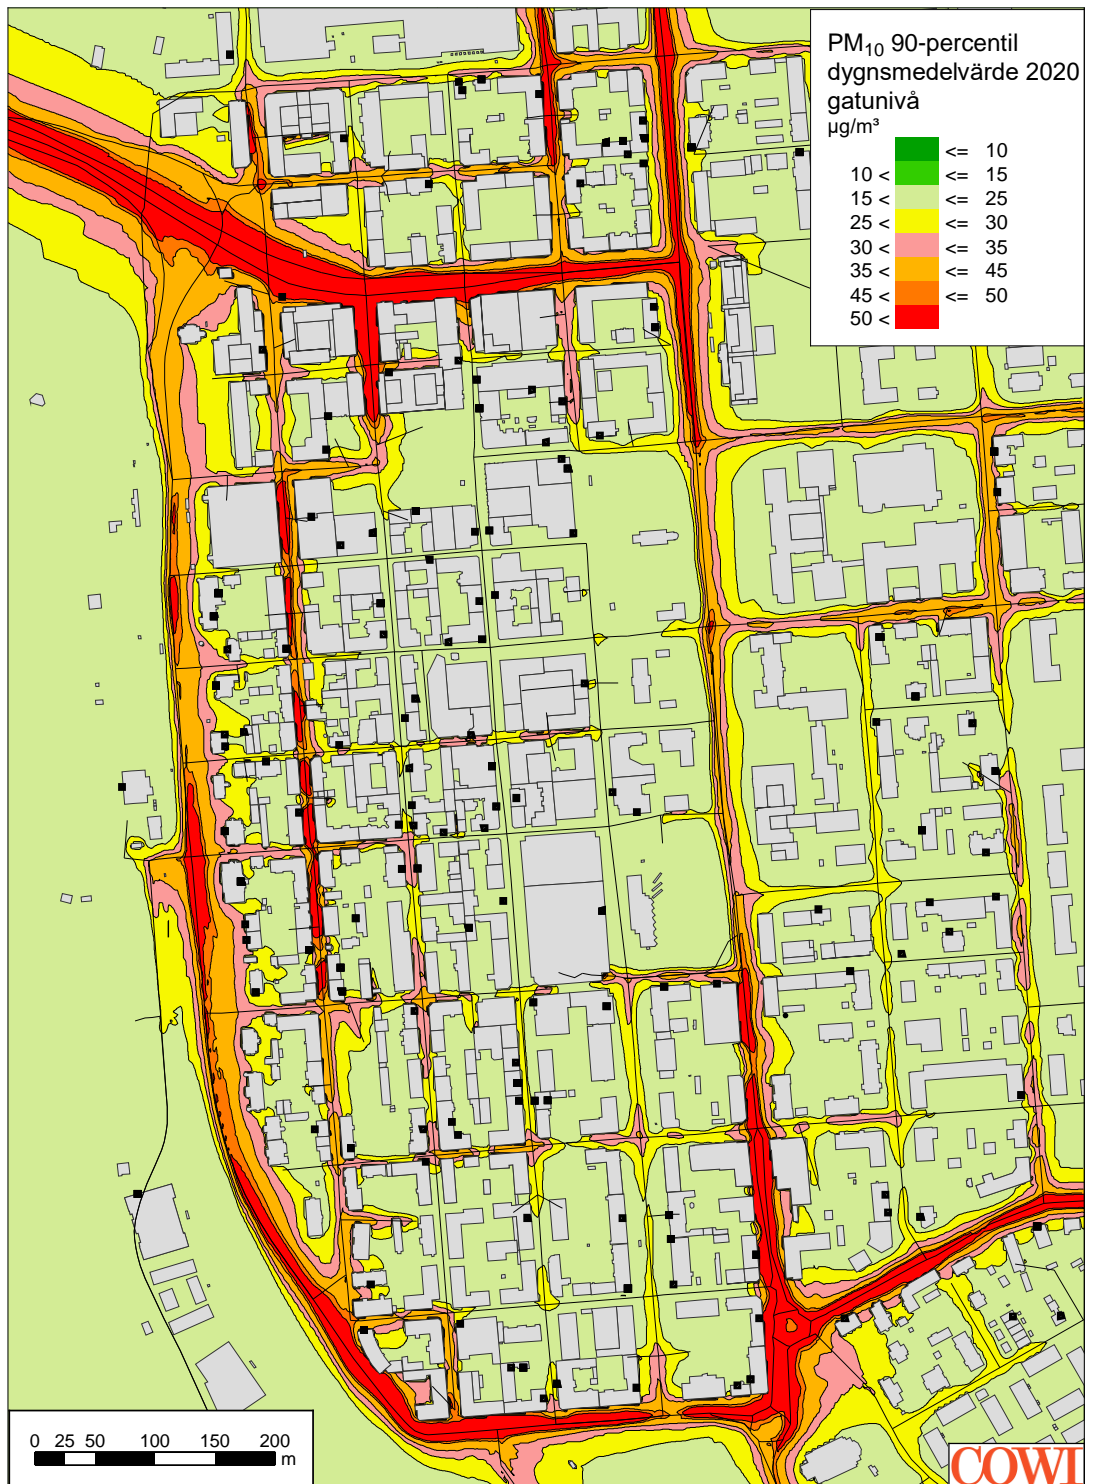 PM₁₀ 90-percentil
dygnsmedelvärde 2020
gatunivå
µg/m³
<= 10
10 < <= 15
15 < <= 25
25 < <= 30
30 < <= 35
35 < <= 45
45 < <= 50
50 <
0 25 50 100 150 200
m
COWI